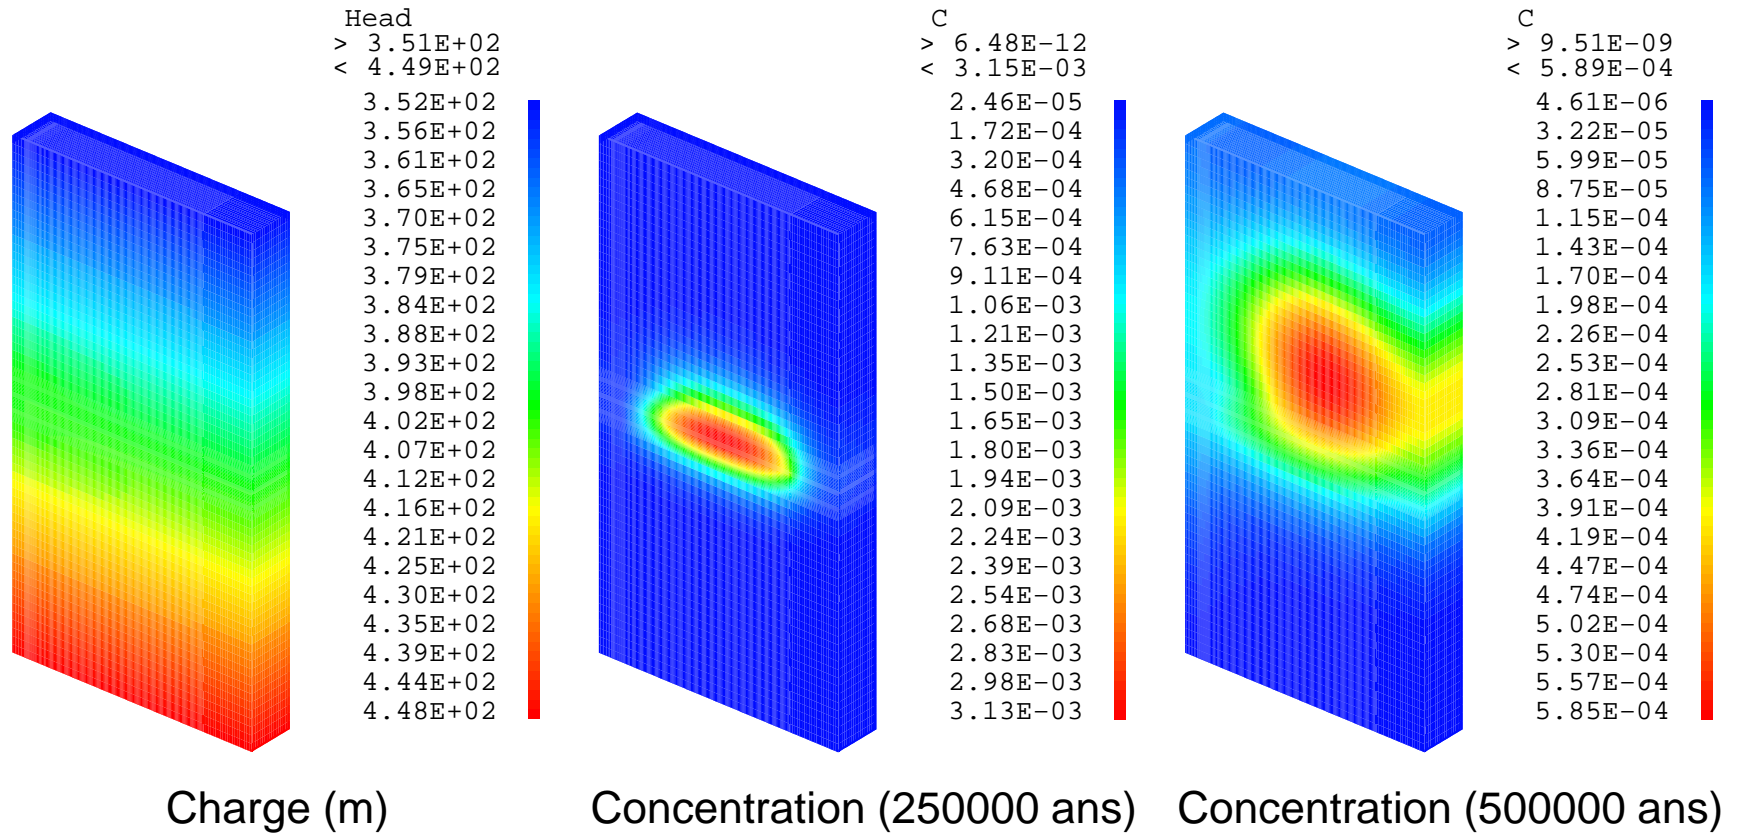 Head
> 3.51E+02
< 4.49E+02
3.52E+02
3.56E+02
3.61E+02
3.65E+02
3.70E+02
3.75E+02
3.79E+02
3.84E+02
3.88E+02
3.93E+02
3.98E+02
4.02E+02
4.07E+02
4.12E+02
4.16E+02
4.21E+02
4.25E+02
4.30E+02
4.35E+02
4.39E+02
4.44E+02
4.48E+02
Charge (m)
C
> 6.48E−12
< 3.15E−03
2.46E−05
1.72E−04
3.20E−04
4.68E−04
6.15E−04
7.63E−04
9.11E−04
1.06E−03
1.21E−03
1.35E−03
1.50E−03
1.65E−03
1.80E−03
1.94E−03
2.09E−03
2.24E−03
2.39E−03
2.54E−03
2.68E−03
2.83E−03
2.98E−03
3.13E−03
Concentration (250000 ans)
C
> 9.51E−09
< 5.89E−04
4.61E−06
3.22E−05
5.99E−05
8.75E−05
1.15E−04
1.43E−04
1.70E−04
1.98E−04
2.26E−04
2.53E−04
2.81E−04
3.09E−04
3.36E−04
3.64E−04
3.91E−04
4.19E−04
4.47E−04
4.74E−04
5.02E−04
5.30E−04
5.57E−04
5.85E−04
Concentration (500000 ans)